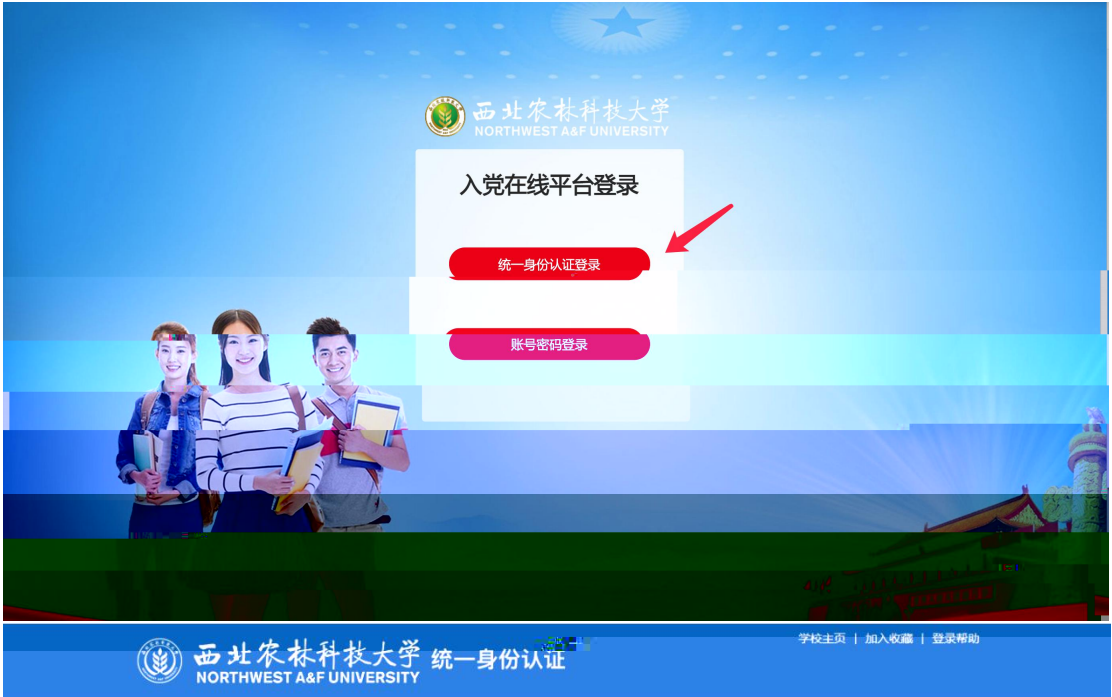 西北农林科技大学
NORTHWEST A&F UNIVERSITY
入党在线平台登录
统一身份认证登录
账号密码登录
学校主页 | 加入收藏 | 登录帮助
西北农林科技大学 统一身份认证
NORTHWEST A&F UNIVERSITY